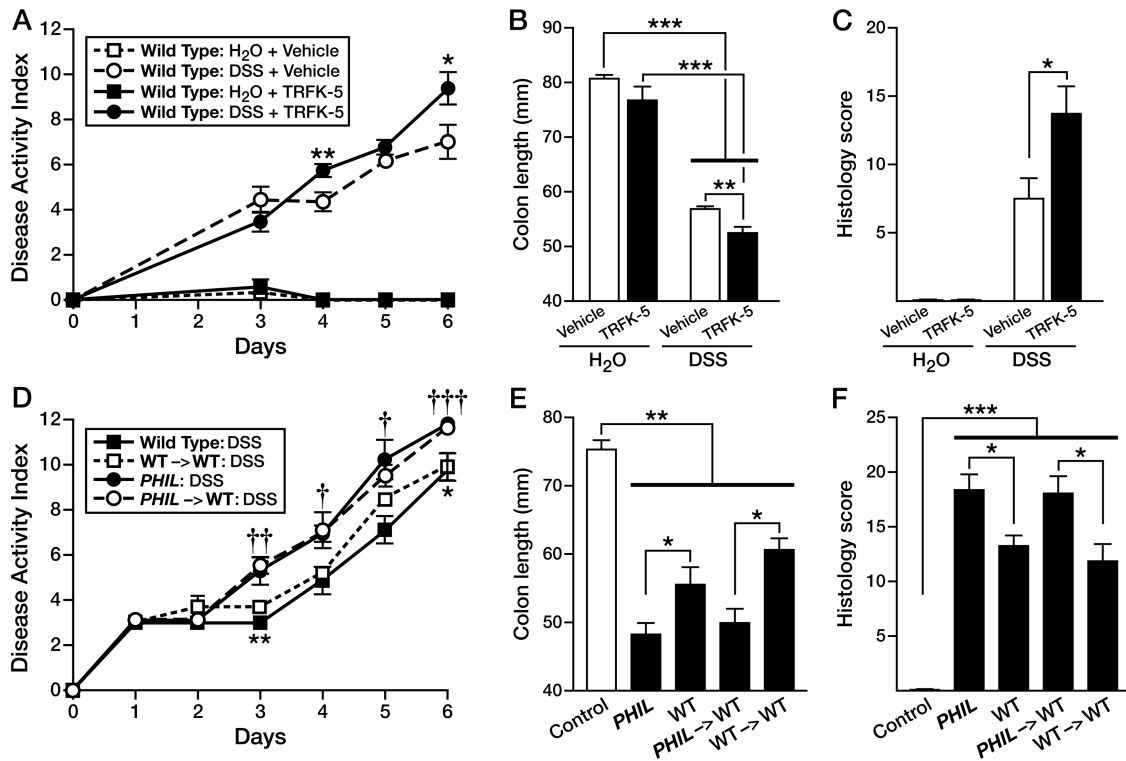 A
Disease Activity Index
12
10
8
6
4
2
0
0 1 2 3 4 5 6
Days
Wild Type: H2O + Vehicle
Wild Type: DSS + Vehicle
Wild Type: H2O + TRFK-5
Wild Type: DSS + TRFK-5
**
*
B
Colon length (mm)
90
80
70
60
50
40
***
***
**
Vehicle TRFK-5 Vehicle TRFK-5
H2O DSS
C
Histology score
20
15
10
5
*
Vehicle TRFK-5 Vehicle TRFK-5
H2O DSS
D
Disease Activity Index
12
10
8
6
4
2
0
0 1 2 3 4 5 6
Days
Wild Type: DSS
WT –> WT: DSS
PHIL: DSS
PHIL –> WT: DSS
††
†
†
†††
**
*
E
Colon length (mm)
80
70
60
50
40
**
*
*
Control PHIL WT PHIL –> WT WT –> WT
F
Histology score
25
20
15
10
5
***
*
*
Control PHIL WT PHIL –> WT WT –> WT